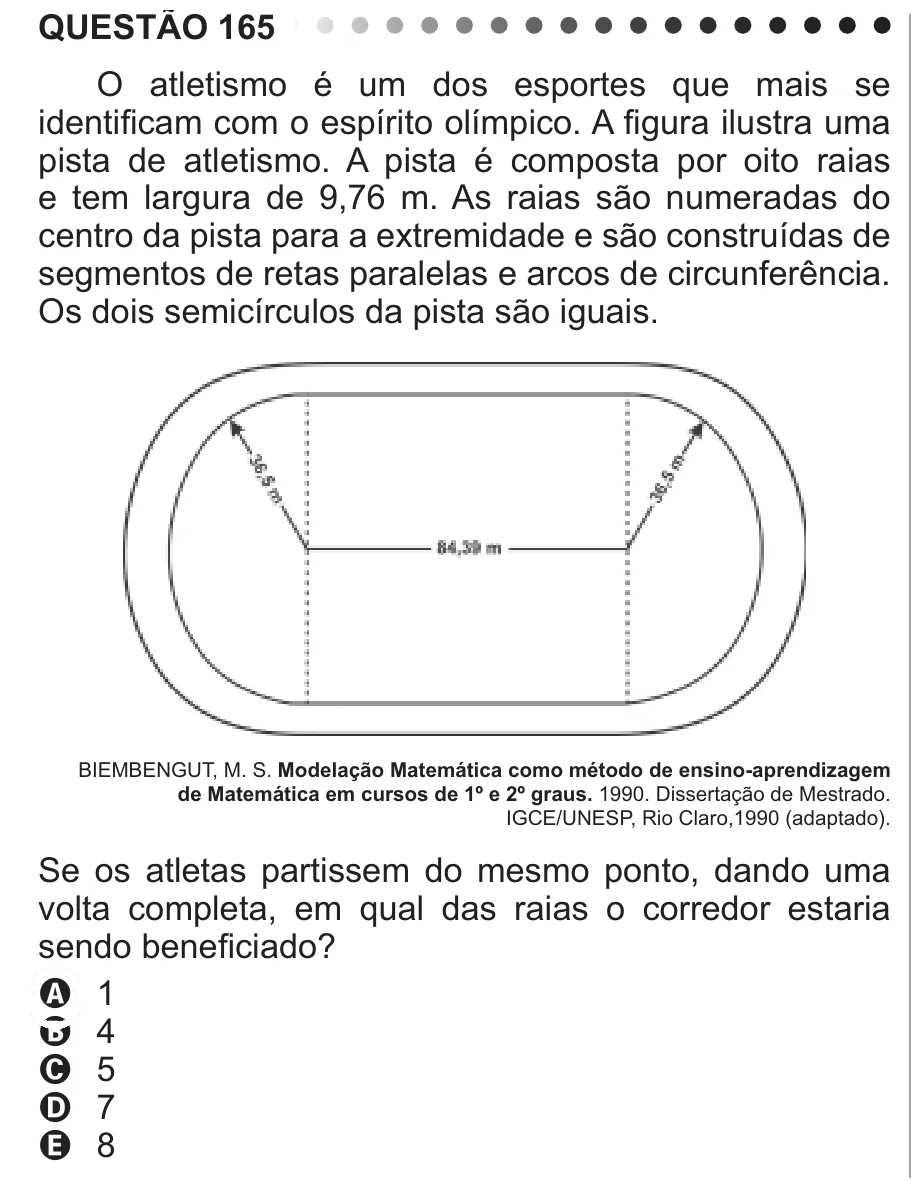 QUESTÃO 165
O atletismo é um dos esportes que mais se
identificam com o espírito olímpico. A figura ilustra uma
pista de atletismo. A pista é composta por oito raias
e tem largura de 9,76 m. As raias são numeradas do
centro da pista para a extremidade e são construídas de
segmentos de retas paralelas e arcos de circunferência.
Os dois semicírculos da pista são iguais.
36,5 m
36,5 m
84,39 m
BIEMBENGUT, M. S. Modelação Matemática como método de ensino-aprendizagem
de Matemática em cursos de 1º e 2º graus. 1990. Dissertação de Mestrado.
IGCE/UNESP, Rio Claro,1990 (adaptado).
Se os atletas partissem do mesmo ponto, dando uma
volta completa, em qual das raias o corredor estaria
sendo beneficiado?
A 1
B 4
C 5
D 7
E 8